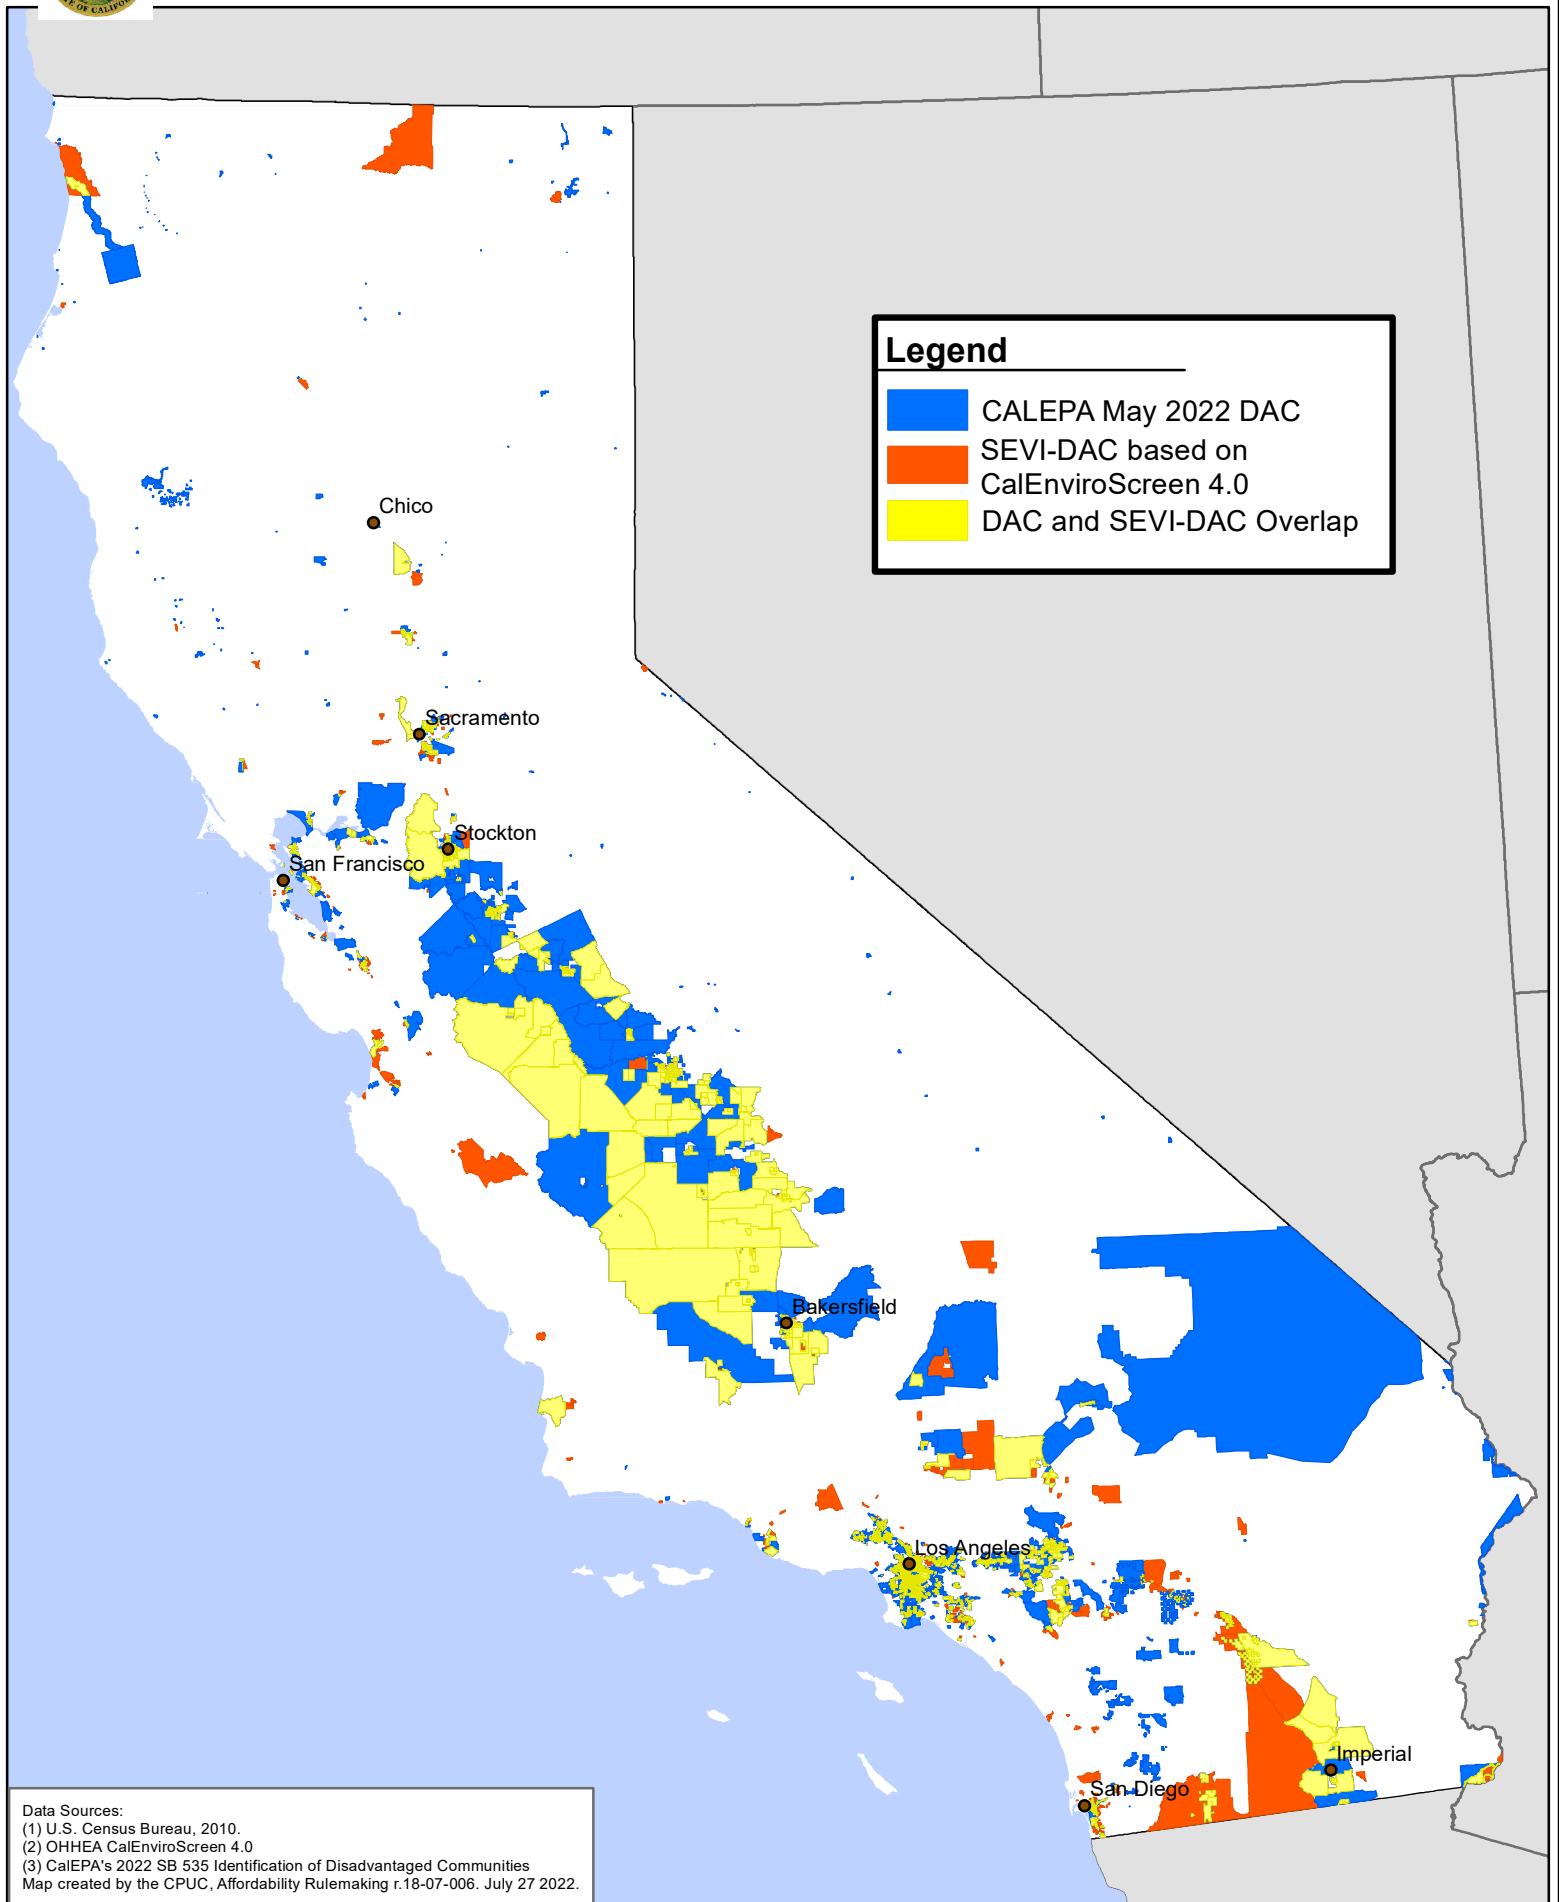 E OF CALIFOR
Legend
CALEPA May 2022 DAC
SEVI-DAC based on
CalEnviroScreen 4.0
DAC and SEVI-DAC Overlap
Chico
Sacramento
Stockton
San Francisco
Bakersfield
Los Angeles
Imperial
San Diego
Data Sources:
(1) U.S. Census Bureau, 2010.
(2) OHHEA CalEnviroScreen 4.0
(3) CalEPA's 2022 SB 535 Identification of Disadvantaged Communities
Map created by the CPUC, Affordability Rulemaking r.18-07-006. July 27 2022.